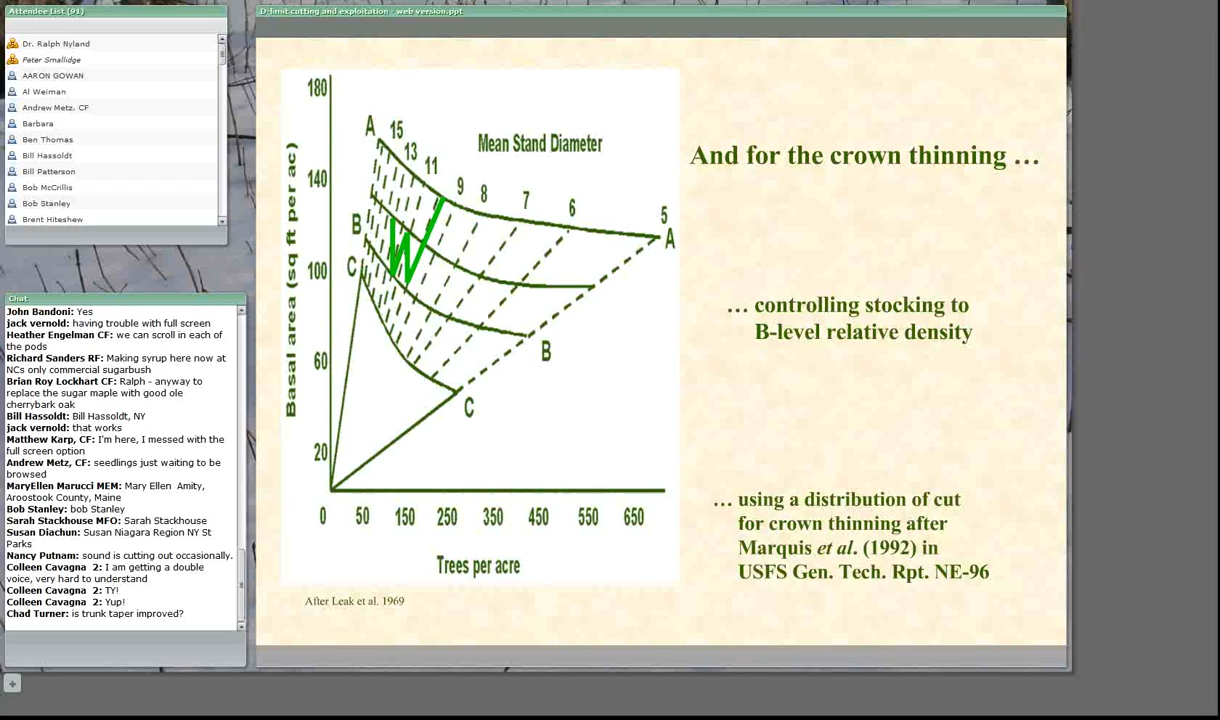 Attendee List (91)
Dr. Ralph Nyland
Peter Smallidge
AARON GOWAN
Al Weiman
Andrew Metz. CF
Barbara
Ben Thomas
Bill Hassoldt
Bill Patterson
Bob McCrillis
Bob Stanley
Brent Hiteshew
Chat
John Bandoni: Yes
jack vernold: having trouble with full screen
Heather Engelman CF: we can scroll in each of
the pods
Richard Sanders RF: Making syrup here now at
NCs only commercial sugarbush
Brian Roy Lockhart CF: Ralph - anyway to
replace the sugar maple with good ole
cherrybark oak
Bill Hassoldt: Bill Hassoldt, NY
jack vernold: that works
Matthew Karp, CF: I'm here, I messed with the
full screen option
Andrew Metz, CF: seedlings just waiting to be
browsed
MaryEllen Marucci MEM: Mary Ellen Amity,
Aroostook County, Maine
Bob Stanley: bob Stanley
Sarah Stackhouse MFO: Sarah Stackhouse
Susan Diachun: Susan Niagara Region NY St
Parks
Nancy Putnam: sound is cutting out occasionally.
Colleen Cavagna 2: I am getting a double
voice, very hard to understand
Colleen Cavagna 2: TY!
Colleen Cavagna 2: Yup!
Chad Turner: is trunk taper improved?
D-limit cutting and exploitation - web version.ppt
180
140
100
60
20
Basal area (sq ft per ac)
A 15 13 11 9 8 7 6 5 A
Mean Stand Diameter
B
C
B
C
0 50 150 250 350 450 550 650
Trees per acre
After Leak et al. 1969
And for the crown thinning …
… controlling stocking to
B-level relative density
… using a distribution of cut
for crown thinning after
Marquis et al. (1992) in
USFS Gen. Tech. Rpt. NE-96